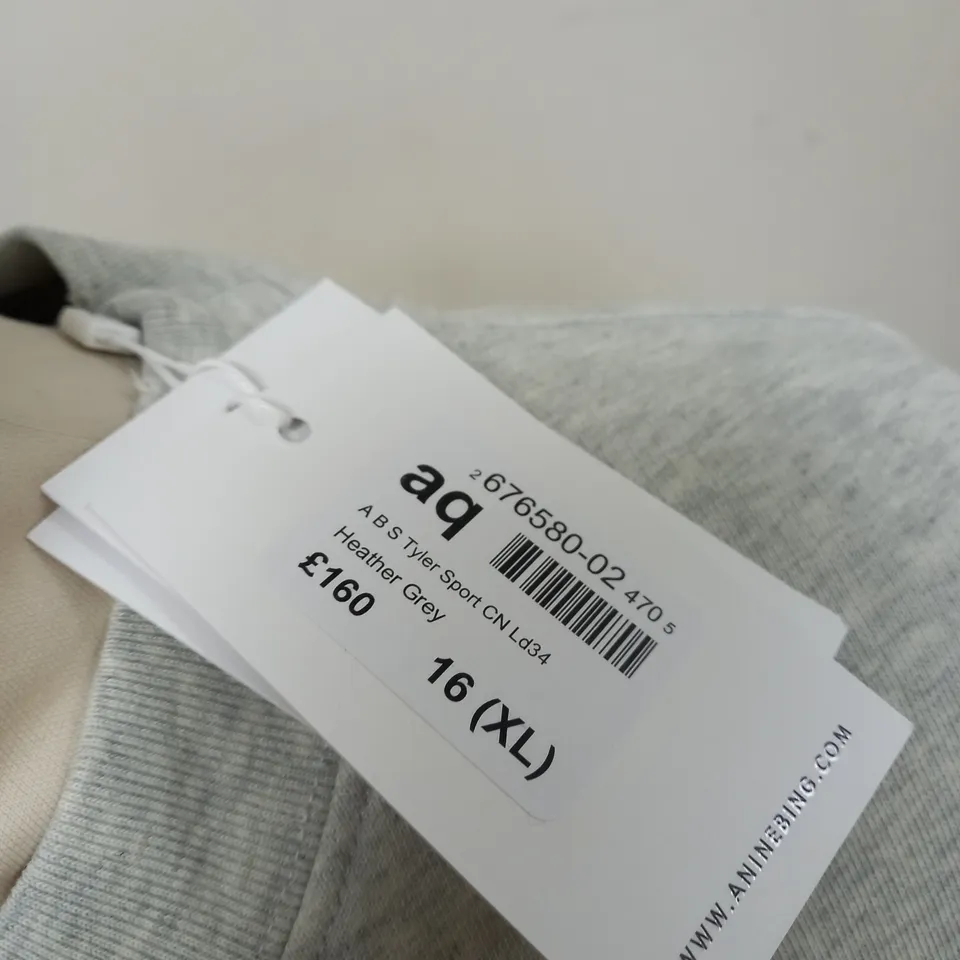 aq
2 676580-02 470 5
A B S Tyler Sport CN Ld34
Heather Grey
£160
16 (XL)
WWW.ANINEBING.COM